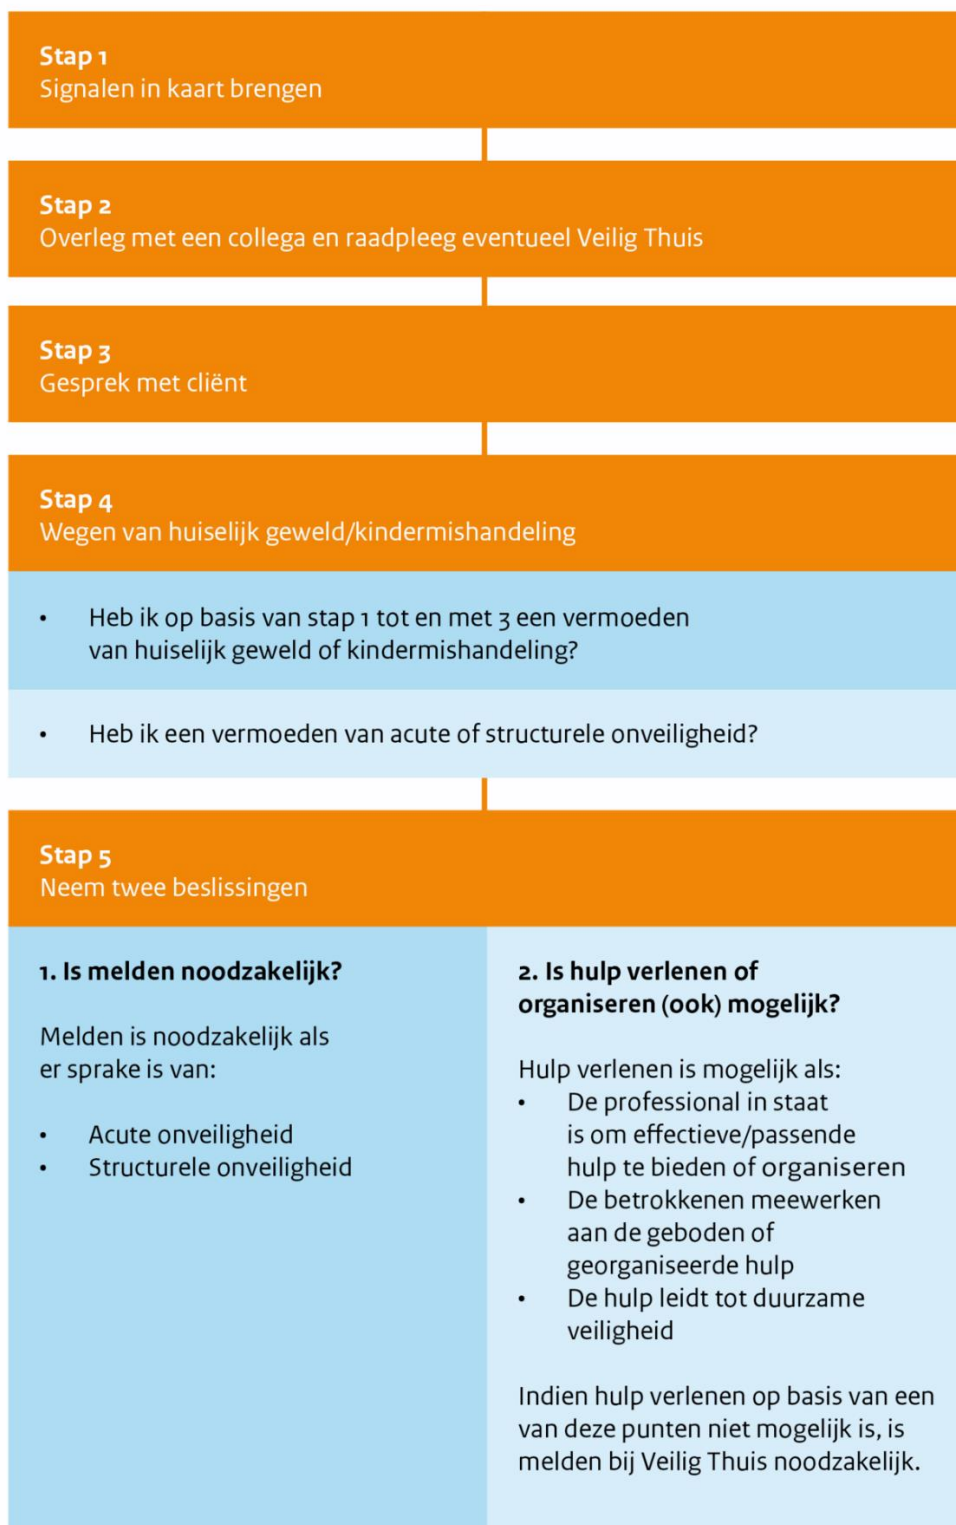 Stap 1
Signalen in kaart brengen
Stap 2
Overleg met een collega en raadpleeg eventueel Veilig Thuis
Stap 3
Gesprek met cliënt
Stap 4
Wegen van huiselijk geweld/kindermishandeling
• Heb ik op basis van stap 1 tot en met 3 een vermoeden
van huiselijk geweld of kindermishandeling?
• Heb ik een vermoeden van acute of structurele onveiligheid?
Stap 5
Neem twee beslissingen
1. Is melden noodzakelijk?
Melden is noodzakelijk als
er sprake is van:
• Acute onveiligheid
• Structurele onveiligheid
2. Is hulp verlenen of
organiseren (ook) mogelijk?
Hulp verlenen is mogelijk als:
• De professional in staat
is om effectieve/passende
hulp te bieden of organiseren
• De betrokkenen meewerken
aan de geboden of
georganiseerde hulp
• De hulp leidt tot duurzame
veiligheid
Indien hulp verlenen op basis van een
van deze punten niet mogelijk is, is
melden bij Veilig Thuis noodzakelijk.